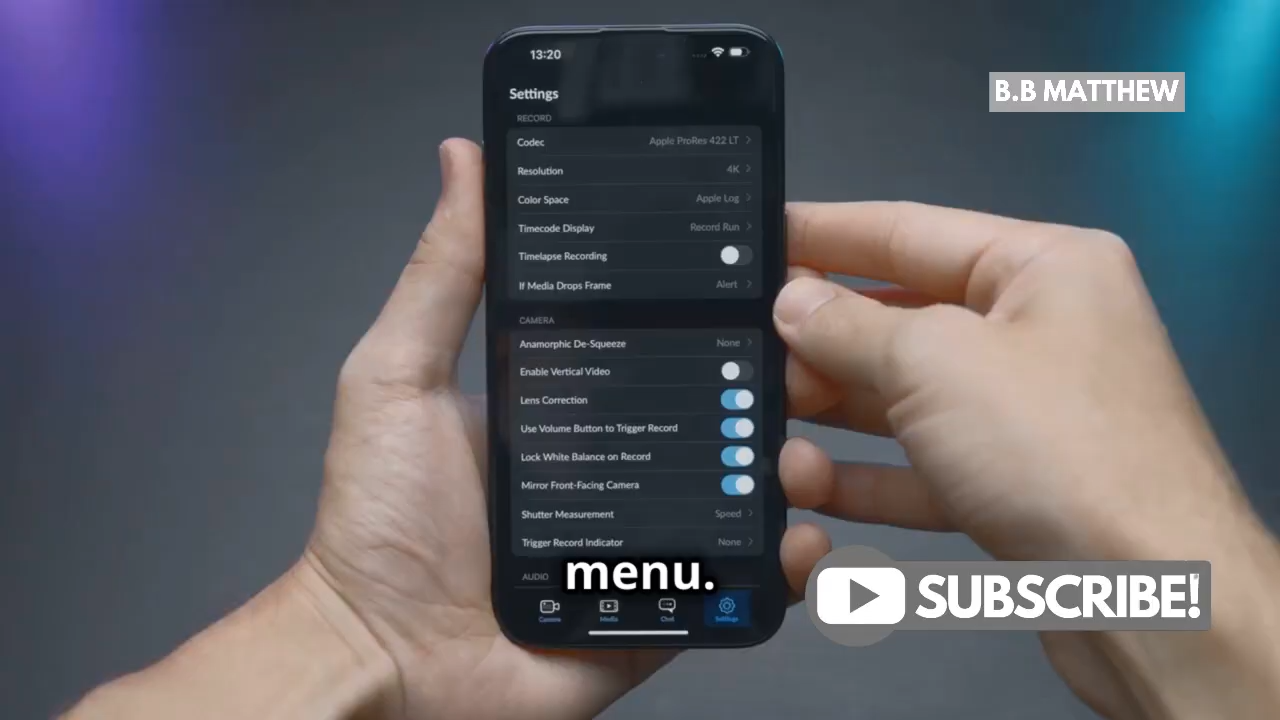 13:20
B.B MATTHEW
Settings
RECORD
Codec Apple ProRes 422 LT
Resolution 4K
Color Space Apple Log
Timecode Display Record Run
Timelapse Recording
If Media Drops Frame Alert
CAMERA
Anamorphic De-Squeeze None
Enable Vertical Video
Lens Correction
Use Volume Button to Trigger Record
Lock White Balance on Record
Mirror Front-Facing Camera
Shutter Measurement Speed
Trigger Record Indicator None
AUDIO
menu.
SUBSCRIBE!
Camera Media Chat Settings